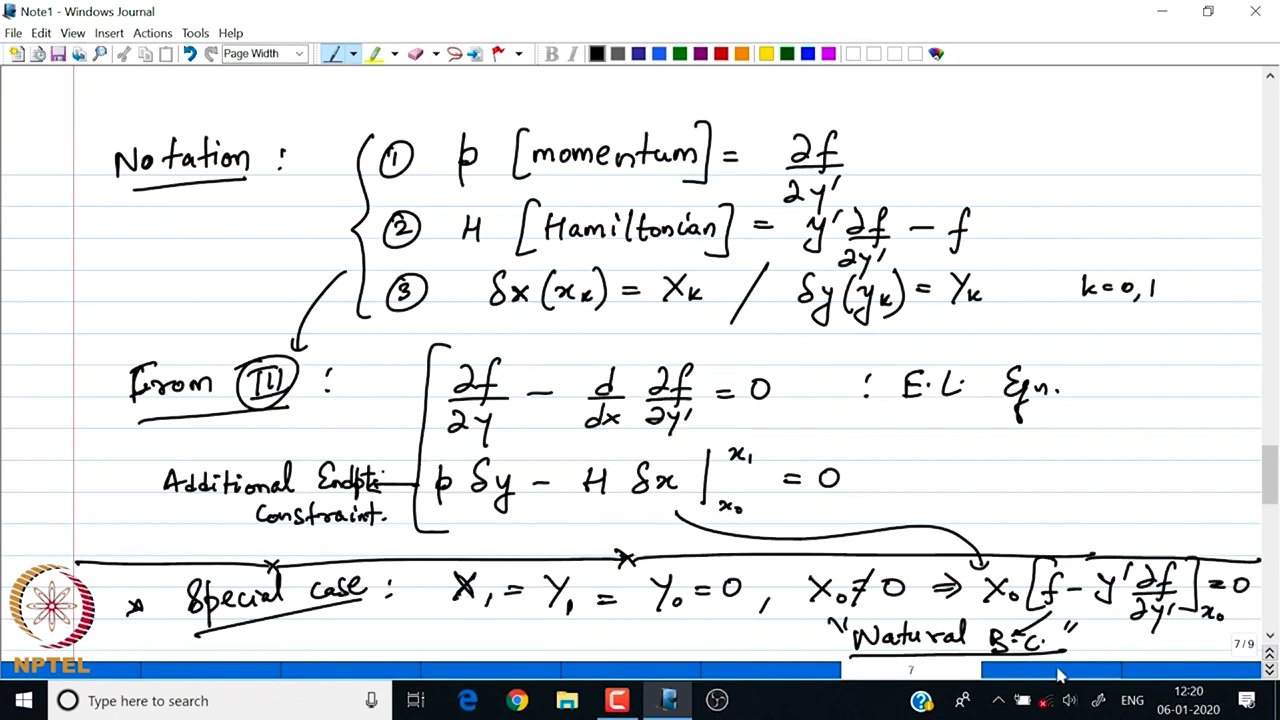 Note1 - Windows Journal
File Edit View Insert Actions Tools Help
Page Width
B I
Notation : ① p [momentum] = ∂f/∂y'
② H [Hamiltonian] = y' ∂f/∂y' - f
③ δx(xₖ) = Xₖ / δy(yₖ) = Yₖ k=0,1
From III : ∂f/∂y - d/dx ∂f/∂y' = 0 : E.L. Eqn.
Additional Endpt. Constraint. p δy - H δx |x₀ x₁ = 0
* Special case : X₁ = Y₁ = Y₀ = 0, X₀ ≠ 0 ⇒ X₀ [f - y' ∂f/∂y']x₀ = 0
"Natural B.C."
NPTEL
7
7/9
Type here to search
ENG
12:20
06-01-2020